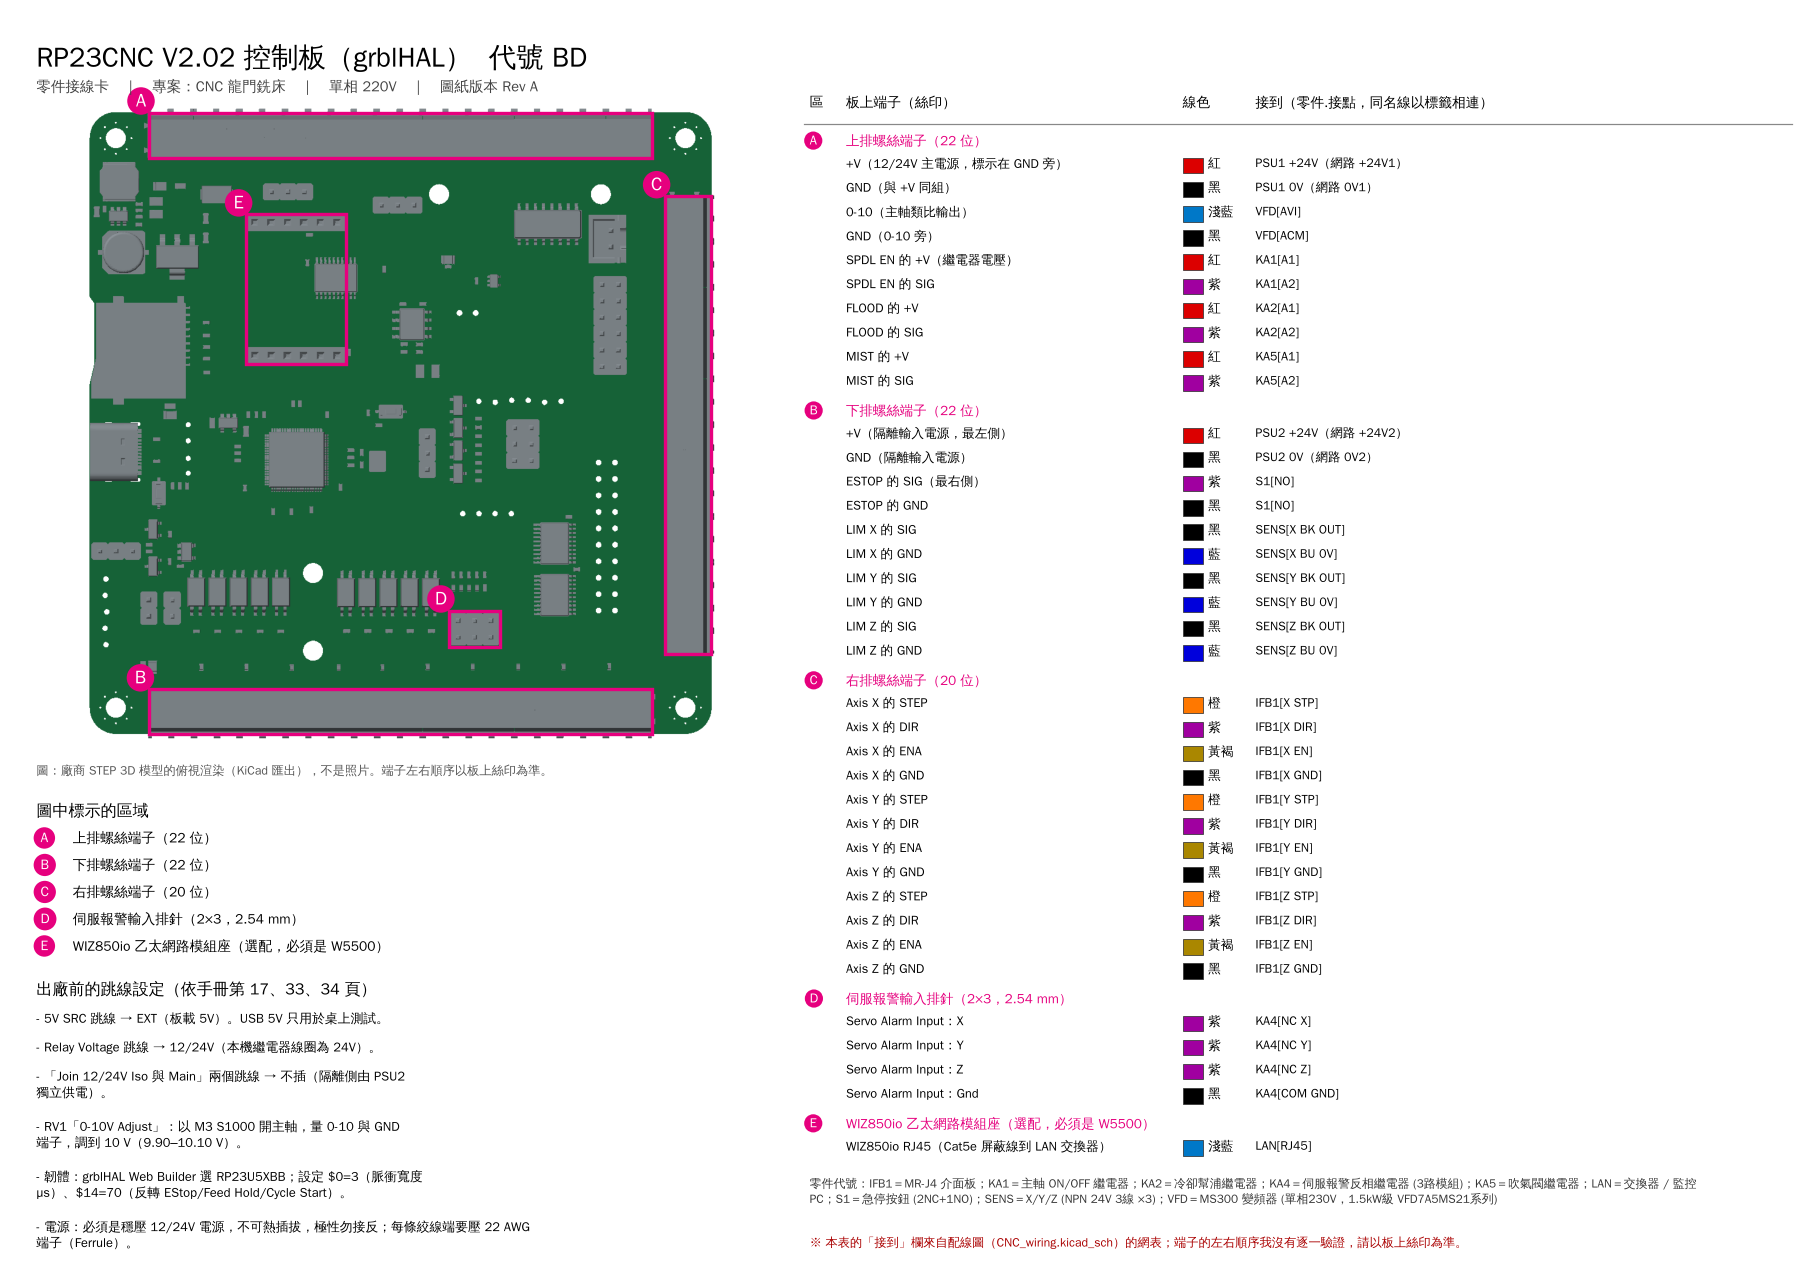 RP23CNC V2.02 控制板（grblHAL） 代號 BD
零件接線卡 ｜ 專案：CNC 龍門銑床 ｜ 單相 220V ｜ 圖紙版本 Rev A
A
C
E
D
B
圖：廠商 STEP 3D 模型的俯視渲染（KiCad 匯出），不是照片。端子左右順序以板上絲印為準。
圖中標示的區域
A 上排螺絲端子（22 位）
B 下排螺絲端子（22 位）
C 右排螺絲端子（20 位）
D 伺服報警輸入排針（2×3，2.54 mm）
E WIZ850io 乙太網路模組座（選配，必須是 W5500）
出廠前的跳線設定（依手冊第 17、33、34 頁）
- 5V SRC 跳線 → EXT（板載 5V）。USB 5V 只用於桌上測試。
- Relay Voltage 跳線 → 12/24V（本機繼電器線圈為 24V）。
- 「Join 12/24V Iso 與 Main」兩個跳線 → 不插（隔離側由 PSU2
獨立供電）。
- RV1「0-10V Adjust」：以 M3 S1000 開主軸，量 0-10 與 GND
端子，調到 10 V（9.90–10.10 V）。
- 韌體：grblHAL Web Builder 選 RP23U5XBB；設定 $0=3（脈衝寬度
µs）、$14=70（反轉 EStop/Feed Hold/Cycle Start）。
- 電源：必須是穩壓 12/24V 電源，不可熱插拔，極性勿接反；每條絞線端要壓 22 AWG
端子（Ferrule）。
區 板上端子（絲印） 線色 接到（零件.接點，同名線以標籤相連）
A 上排螺絲端子（22 位）
+V（12/24V 主電源，標示在 GND 旁） 紅 PSU1 +24V（網路 +24V1）
GND（與 +V 同組） 黑 PSU1 0V（網路 0V1）
0-10（主軸類比輸出） 淺藍 VFD[AVI]
GND（0-10 旁） 黑 VFD[ACM]
SPDL EN 的 +V（繼電器電壓） 紅 KA1[A1]
SPDL EN 的 SIG 紫 KA1[A2]
FLOOD 的 +V 紅 KA2[A1]
FLOOD 的 SIG 紫 KA2[A2]
MIST 的 +V 紅 KA5[A1]
MIST 的 SIG 紫 KA5[A2]
B 下排螺絲端子（22 位）
+V（隔離輸入電源，最左側） 紅 PSU2 +24V（網路 +24V2）
GND（隔離輸入電源） 黑 PSU2 0V（網路 0V2）
ESTOP 的 SIG（最右側） 紫 S1[NO]
ESTOP 的 GND 黑 S1[NO]
LIM X 的 SIG 黑 SENS[X BK OUT]
LIM X 的 GND 藍 SENS[X BU 0V]
LIM Y 的 SIG 黑 SENS[Y BK OUT]
LIM Y 的 GND 藍 SENS[Y BU 0V]
LIM Z 的 SIG 黑 SENS[Z BK OUT]
LIM Z 的 GND 藍 SENS[Z BU 0V]
C 右排螺絲端子（20 位）
Axis X 的 STEP 橙 IFB1[X STP]
Axis X 的 DIR 紫 IFB1[X DIR]
Axis X 的 ENA 黃褐 IFB1[X EN]
Axis X 的 GND 黑 IFB1[X GND]
Axis Y 的 STEP 橙 IFB1[Y STP]
Axis Y 的 DIR 紫 IFB1[Y DIR]
Axis Y 的 ENA 黃褐 IFB1[Y EN]
Axis Y 的 GND 黑 IFB1[Y GND]
Axis Z 的 STEP 橙 IFB1[Z STP]
Axis Z 的 DIR 紫 IFB1[Z DIR]
Axis Z 的 ENA 黃褐 IFB1[Z EN]
Axis Z 的 GND 黑 IFB1[Z GND]
D 伺服報警輸入排針（2×3，2.54 mm）
Servo Alarm Input：X 紫 KA4[NC X]
Servo Alarm Input：Y 紫 KA4[NC Y]
Servo Alarm Input：Z 紫 KA4[NC Z]
Servo Alarm Input：Gnd 黑 KA4[COM GND]
E WIZ850io 乙太網路模組座（選配，必須是 W5500）
WIZ850io RJ45（Cat5e 屏蔽線到 LAN 交換器） 淺藍 LAN[RJ45]
零件代號：IFB1＝MR-J4 介面板；KA1＝主軸 ON/OFF 繼電器；KA2＝冷卻幫浦繼電器；KA4＝伺服報警反相繼電器 (3路模組)；KA5＝吹氣閥繼電器；LAN＝交換器 / 監控
PC；S1＝急停按鈕 (2NC+1NO)；SENS＝X/Y/Z (NPN 24V 3線 ×3)；VFD＝MS300 變頻器 (單相230V，1.5kW級 VFD7A5MS21系列)
※ 本表的「接到」欄來自配線圖（CNC_wiring.kicad_sch）的網表；端子的左右順序我沒有逐一驗證，請以板上絲印為準。